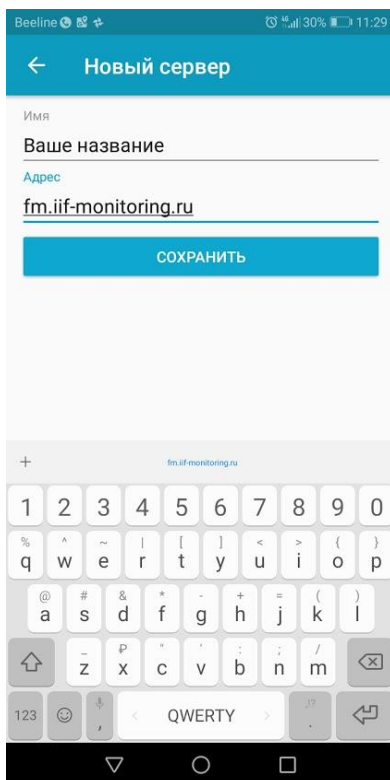 Beeline 30% 11:29
Новый сервер
Имя
Ваше название
Адрес
fm.iif-monitoring.ru
СОХРАНИТЬ
+ fm.iif-monitoring.ru
1 2 3 4 5 6 7 8 9 0
% ^ ~ | [ ] < > { }
q w e r t y u i o p
@ # & * - + = ( )
a s d f g h j k l
_ ₽ " ' : ; /
z x c v b n m
123 , < QWERTY > !? .